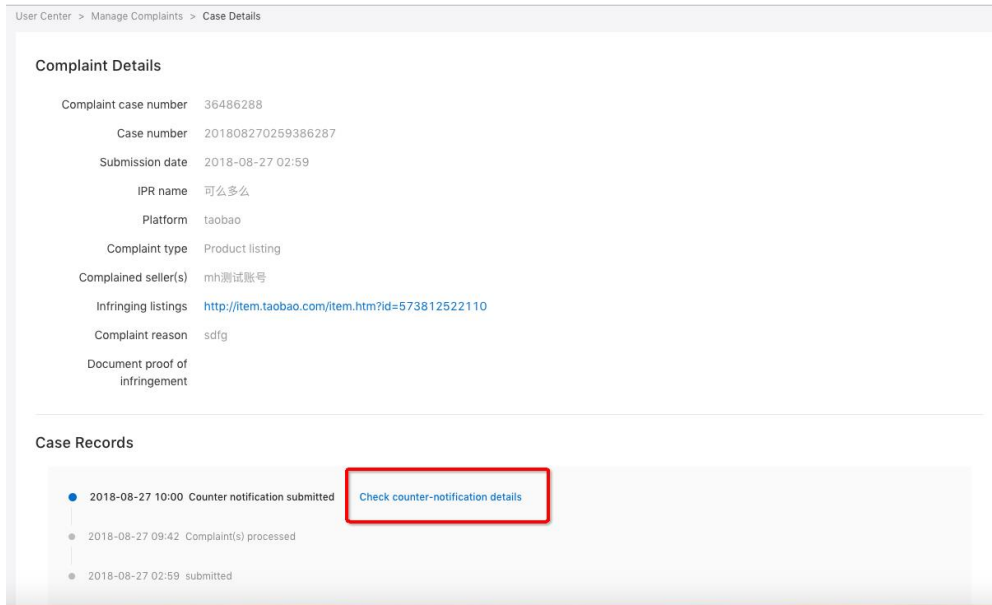 User Center > Manage Complaints > Case Details
Complaint Details
Complaint case number 36486288
Case number 201808270259386287
Submission date 2018-08-27 02:59
IPR name 可么多么
Platform taobao
Complaint type Product listing
Complained seller(s) mh测试账号
Infringing listings http://item.taobao.com/item.htm?id=573812522110
Complaint reason sdfg
Document proof of
infringement
Case Records
2018-08-27 10:00 Counter notification submitted Check counter-notification details
2018-08-27 09:42 Complaint(s) processed
2018-08-27 02:59 submitted